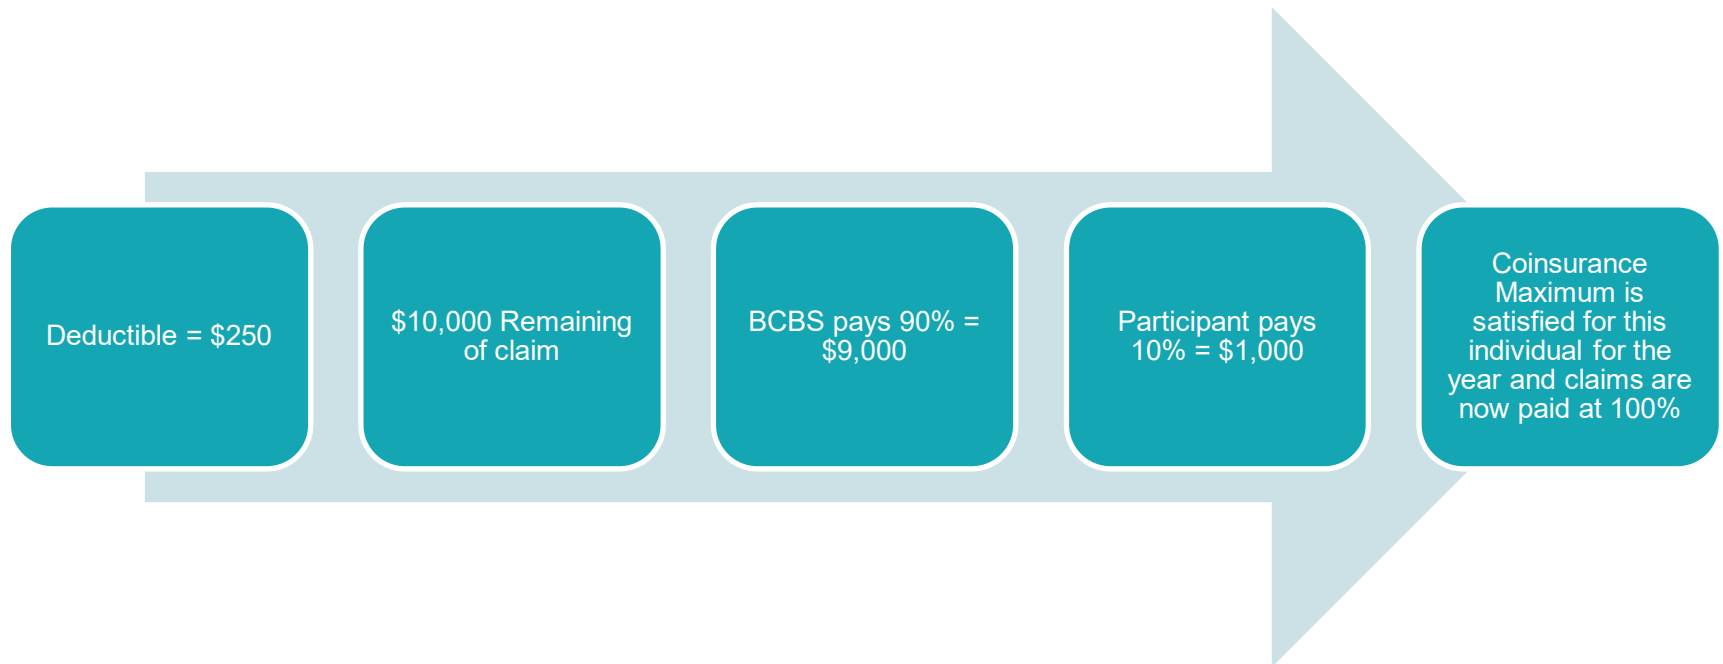 Deductible = $250
$10,000 Remaining
of claim
BCBS pays 90% =
$9,000
Participant pays
10% = $1,000
Coinsurance
Maximum is
satisfied for this
individual for the
year and claims are
now paid at 100%